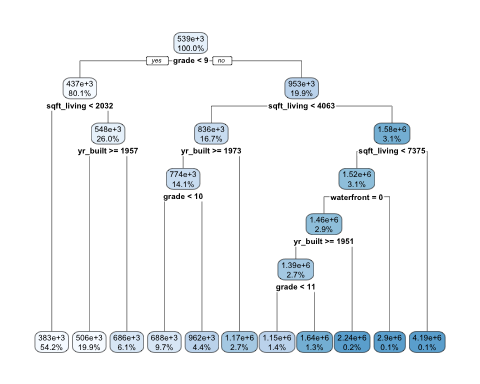 539e+3
100.0%
yes grade < 9 no
437e+3
80.1%
953e+3
19.9%
sqft_living < 2032
sqft_living < 4063
548e+3
26.0%
836e+3
16.7%
1.58e+6
3.1%
yr_built >= 1957
yr_built >= 1973
sqft_living < 7375
774e+3
14.1%
1.52e+6
3.1%
grade < 10
waterfront = 0
1.46e+6
2.9%
yr_built >= 1951
1.39e+6
2.7%
grade < 11
383e+3 506e+3 686e+3 688e+3 962e+3 1.17e+6 1.15e+6 1.64e+6 2.24e+6 2.9e+6 4.19e+6
54.2% 19.9% 6.1% 9.7% 4.4% 2.7% 1.4% 1.3% 0.2% 0.1% 0.1%